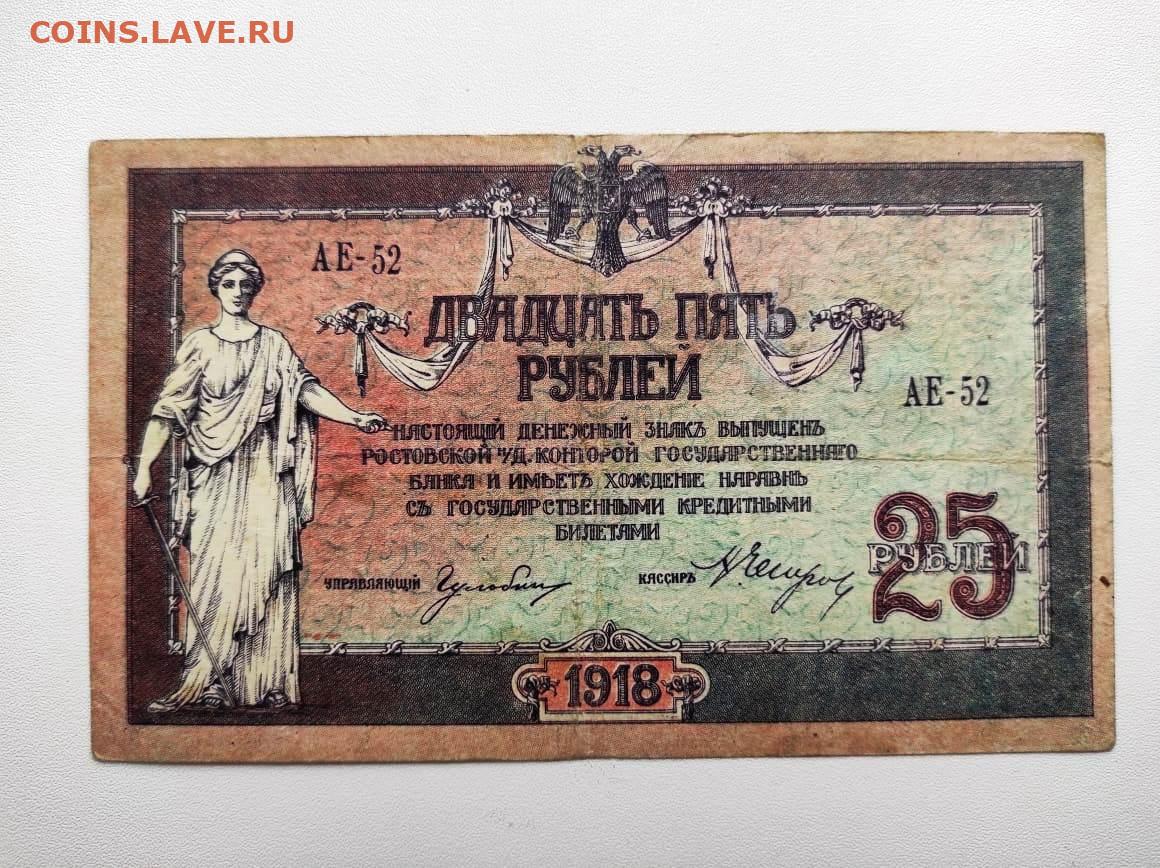 COINS.LAVE.RU
АЕ-52
ДВАДЦАТЬ ПЯТЬ
РУБЛЕЙ
АЕ-52
НАСТОЯЩІЙ ДЕНЕЖНЫЙ ЗНАКЪ ВЫПУЩЕНЪ
РОСТОВСКОЙ н/Д. КОНТОРОЙ ГОСУДАРСТВЕННАГО
БАНКА И ИМѢЕТЪ ХОЖДЕНІЕ НАРАВНѢ
СЪ ГОСУДАРСТВЕННЫМИ КРЕДИТНЫМИ
БИЛЕТАМИ
25
РУБЛЕЙ
УПРАВЛЯЮЩІЙ
КАССИРЪ
1918